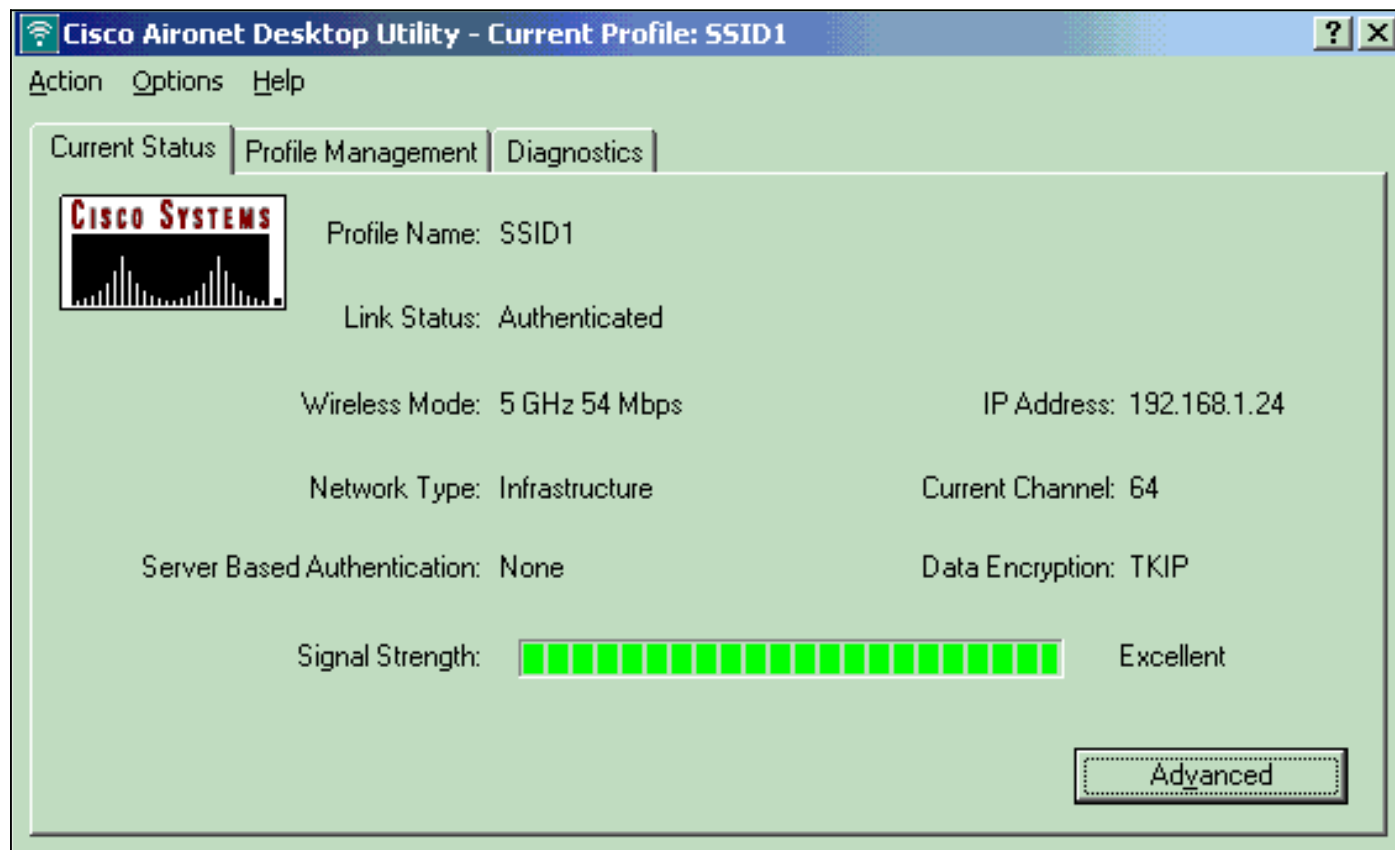 Cisco Aironet Desktop Utility - Current Profile: SSID1
Action Options Help
Current Status Profile Management Diagnostics
CISCO SYSTEMS
Profile Name: SSID1
Link Status: Authenticated
Wireless Mode: 5 GHz 54 Mbps IP Address: 192.168.1.24
Network Type: Infrastructure Current Channel: 64
Server Based Authentication: None Data Encryption: TKIP
Signal Strength: Excellent
Advanced